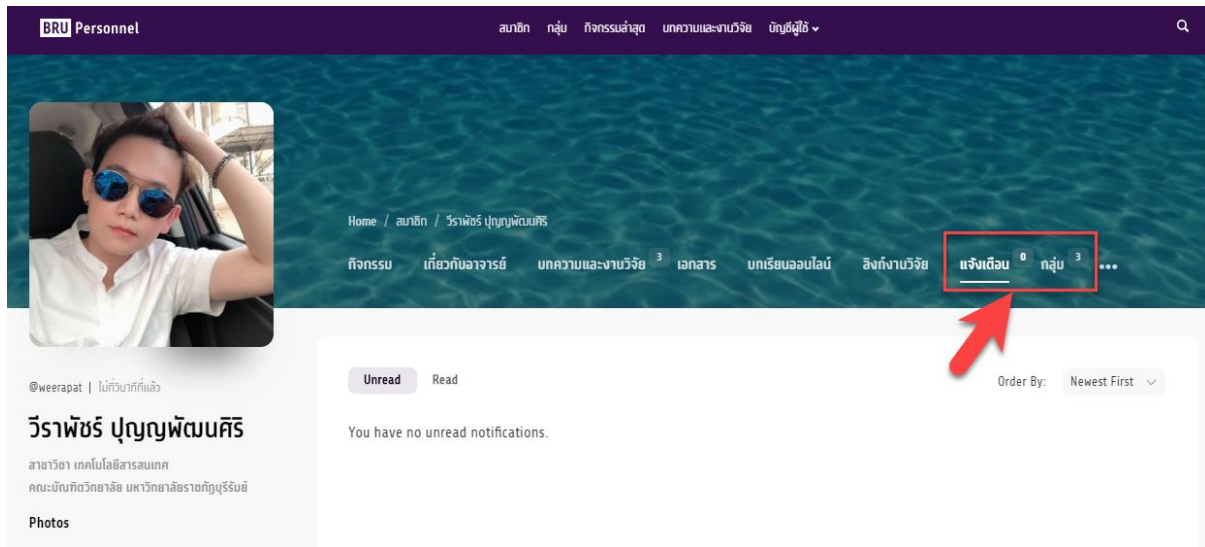 BRU Personnel
สมาชิก กลุ่ม กิจกรรมล่าสุด บทความและงานวิจัย บัญชีผู้ใช้
Home / สมาชิก / วีราพัชร์ ปุญญพัฒนศิริ
กิจกรรม เกี่ยวกับอาจารย์ บทความและงานวิจัย 3 เอกสาร บทเรียนออนไลน์ ลิงก์งานวิจัย แจ้งเตือน 0 กลุ่ม 3 •••
@weerapat | ไม่กี่วินาทีที่แล้ว
วีราพัชร์ ปุญญพัฒนศิริ
สาขาวิชา เทคโนโลยีสารสนเทศ
คณะบัณฑิตวิทยาลัย มหาวิทยาลัยราชภัฏบุรีรัมย์
Photos
Unread Read
Order By: Newest First
You have no unread notifications.